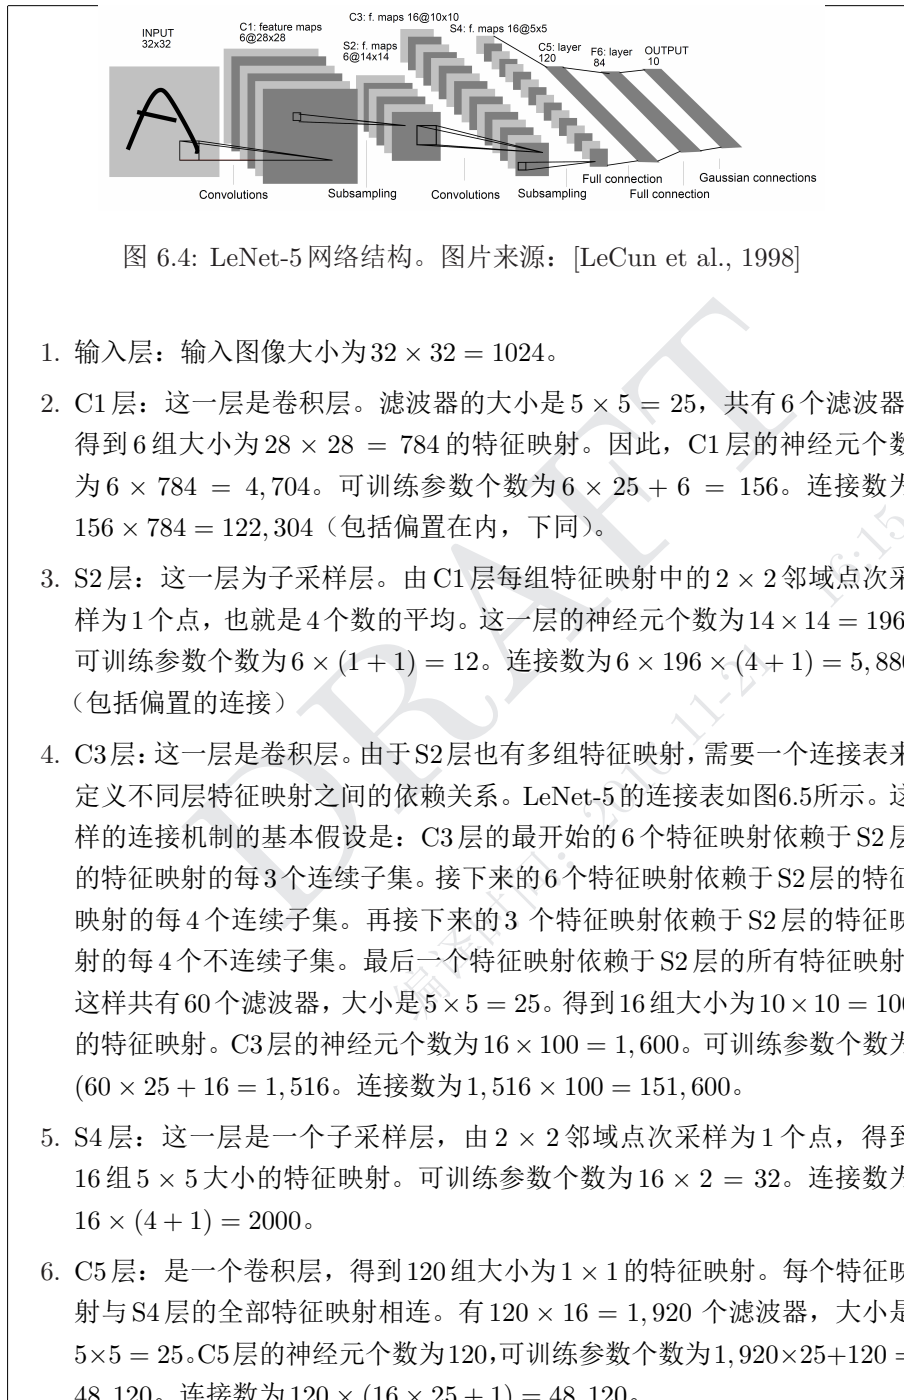 INPUT
32x32
C1: feature maps
6@28x28
S2: f. maps
6@14x14
C3: f. maps 16@10x10
S4: f. maps 16@5x5
C5: layer
120
F6: layer
84
OUTPUT
10
Convolutions
Subsampling
Convolutions
Subsampling
Full connection
Full connection
Gaussian connections
图 6.4: LeNet-5 网络结构。图片来源：[LeCun et al., 1998]
1. 输入层：输入图像大小为 32 × 32 = 1024。
2. C1 层：这一层是卷积层。滤波器的大小是 5 × 5 = 25，共有 6 个滤波器
得到 6 组大小为 28 × 28 = 784 的特征映射。因此，C1 层的神经元个数
为 6 × 784 = 4,704。可训练参数个数为 6 × 25 + 6 = 156。连接数为
156 × 784 = 122,304（包括偏置在内，下同）。
3. S2 层：这一层为子采样层。由 C1 层每组特征映射中的 2 × 2 邻域点次采
样为 1 个点，也就是 4 个数的平均。这一层的神经元个数为 14 × 14 = 196
可训练参数个数为 6 × (1 + 1) = 12。连接数为 6 × 196 × (4 + 1) = 5,880
（包括偏置的连接）
4. C3 层：这一层是卷积层。由于 S2 层也有多组特征映射，需要一个连接表来
定义不同层特征映射之间的依赖关系。LeNet-5 的连接表如图6.5所示。这
样的连接机制的基本假设是：C3 层的最开始的 6 个特征映射依赖于 S2 层
的特征映射的每 3 个连续子集。接下来的 6 个特征映射依赖于 S2 层的特征
映射的每 4 个连续子集。再接下来的 3 个特征映射依赖于 S2 层的特征映
射的每 4 个不连续子集。最后一个特征映射依赖于 S2 层的所有特征映射
这样共有 60 个滤波器，大小是 5 × 5 = 25。得到 16 组大小为 10 × 10 = 100
的特征映射。C3 层的神经元个数为 16 × 100 = 1,600。可训练参数个数为
(60 × 25 + 16 = 1,516。连接数为 1,516 × 100 = 151,600。
5. S4 层：这一层是一个子采样层，由 2 × 2 邻域点次采样为 1 个点，得到
16 组 5 × 5 大小的特征映射。可训练参数个数为 16 × 2 = 32。连接数为
16 × (4 + 1) = 2000。
6. C5 层：是一个卷积层，得到 120 组大小为 1 × 1 的特征映射。每个特征映
射与 S4 层的全部特征映射相连。有 120 × 16 = 1,920 个滤波器，大小是
5×5 = 25。C5 层的神经元个数为 120，可训练参数个数为 1,920×25+120 =
48,120。连接数为 120 × (16 × 25 + 1) = 48,120。
DRAFT